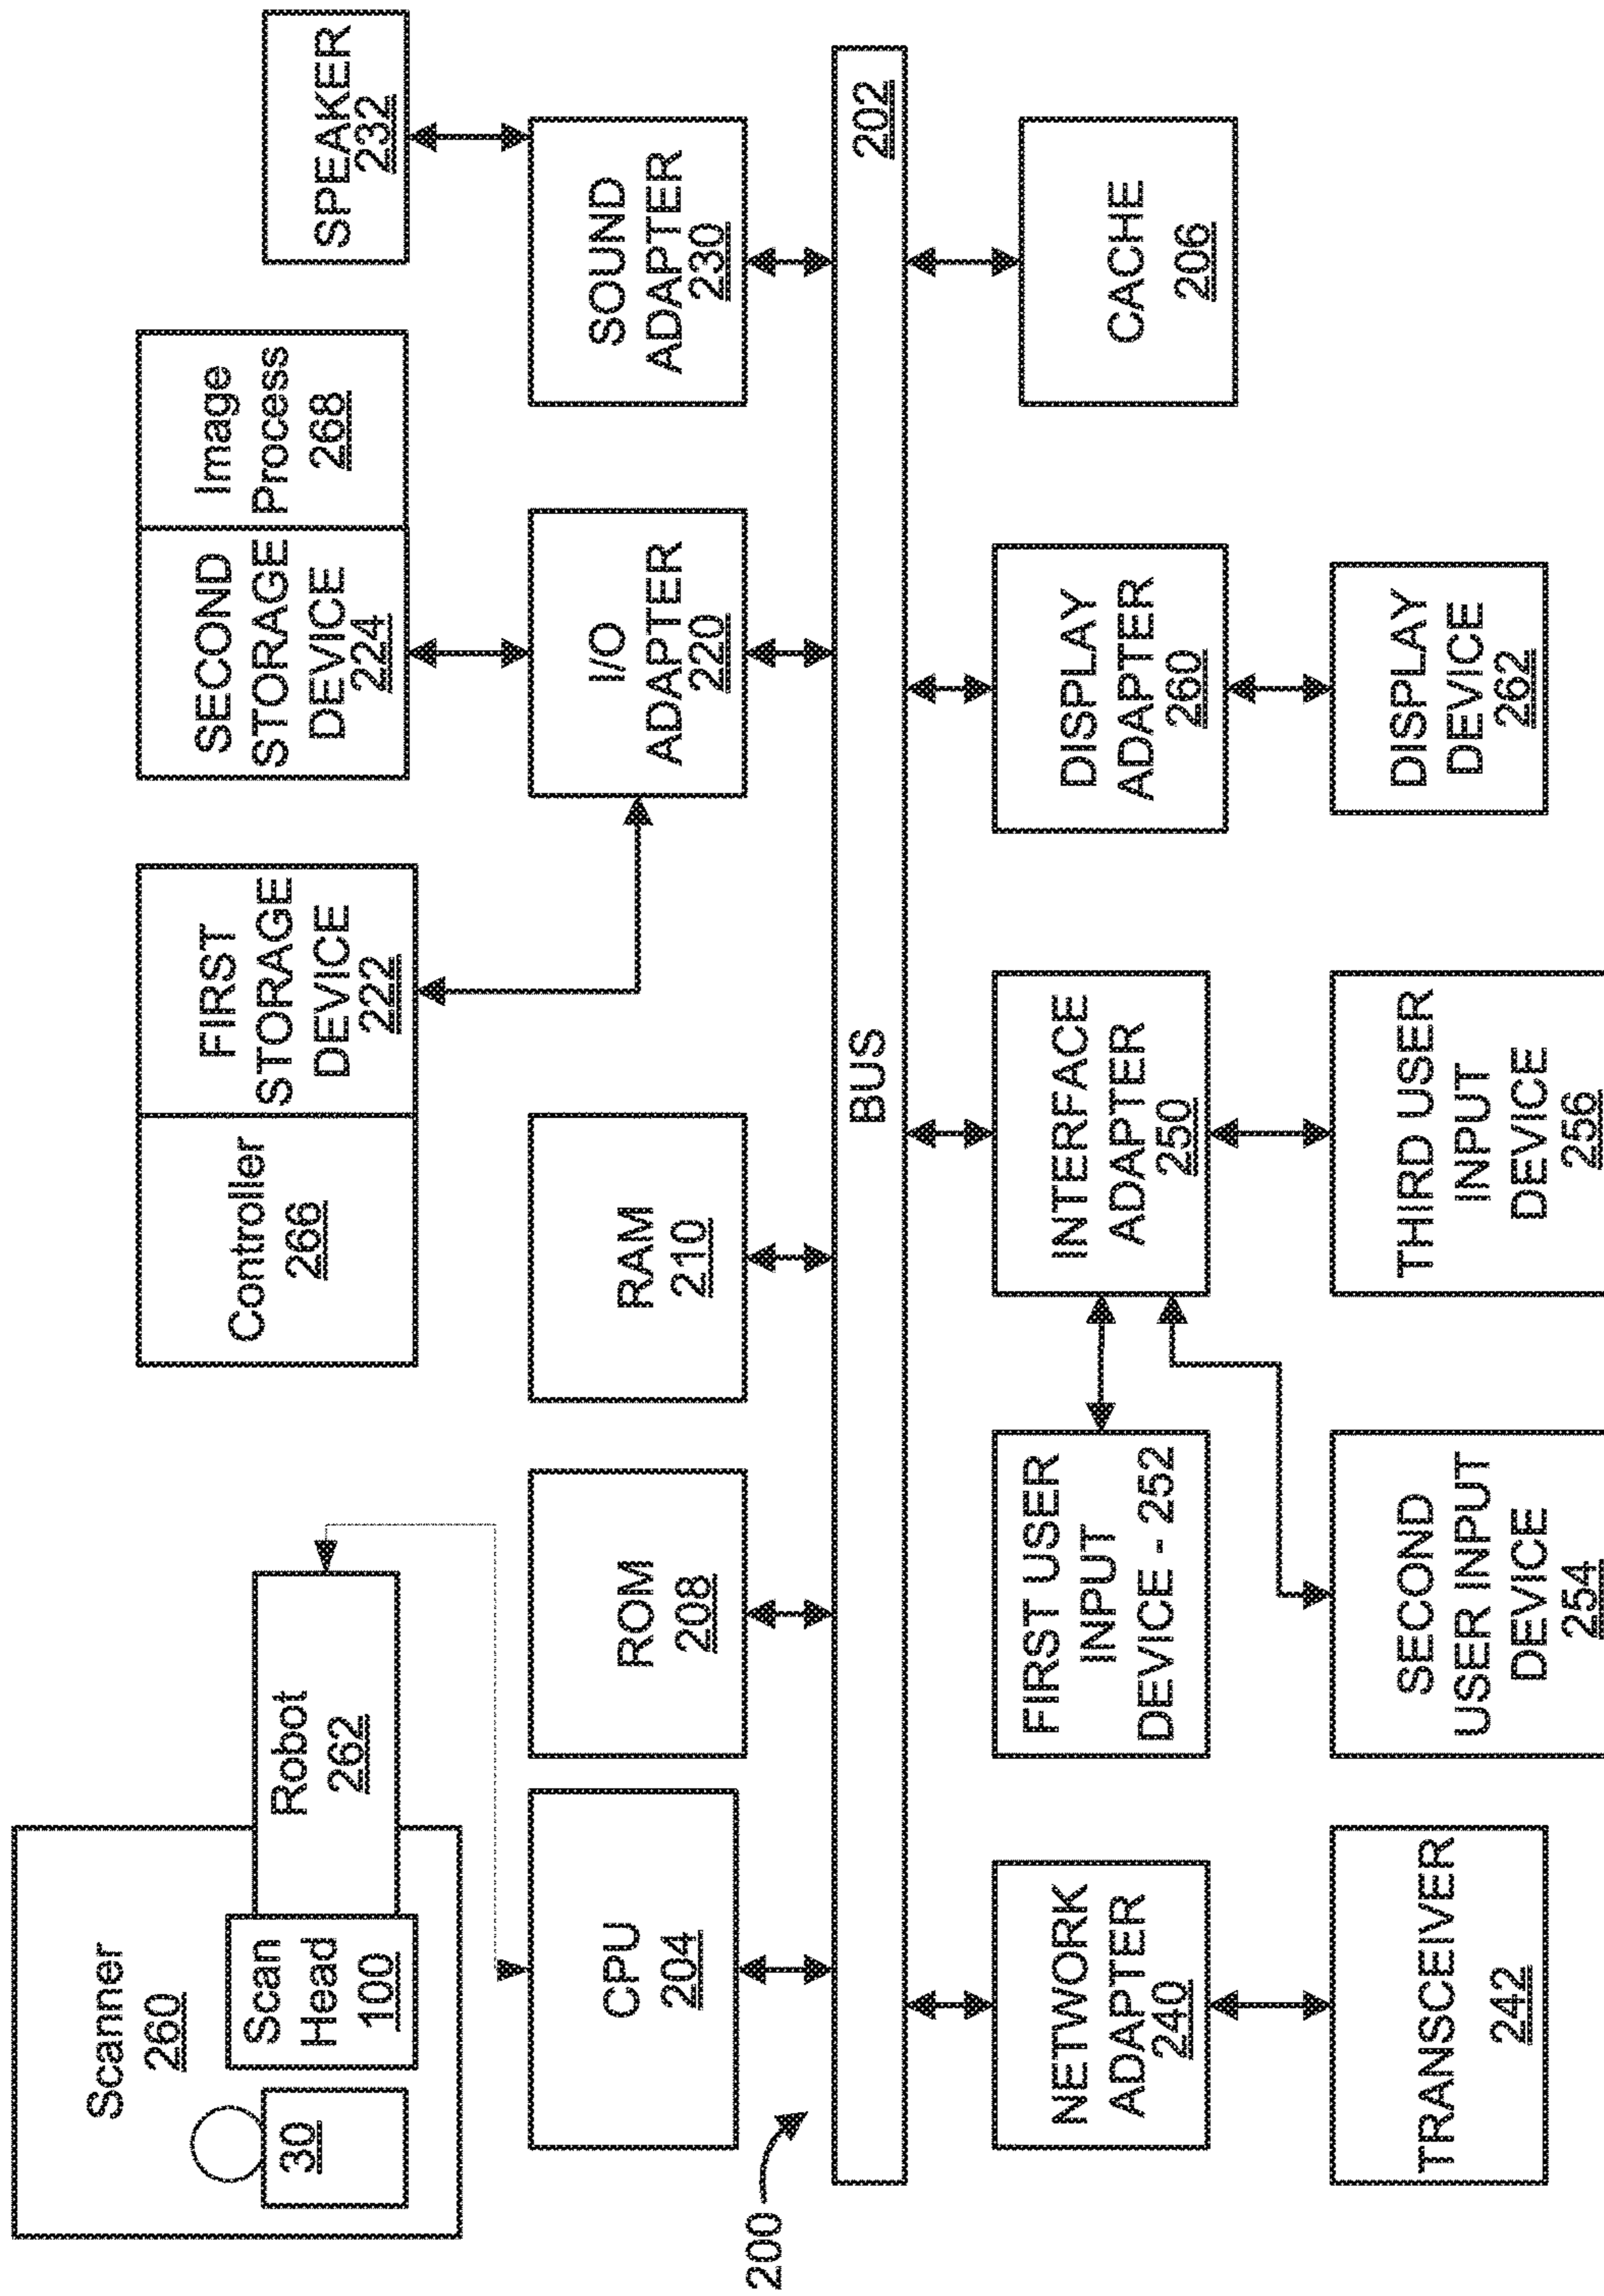 Scanner
260
30
Scan
Head
100
Robot
262
Controller
266
FIRST
STORAGE
DEVICE
222
SECOND
STORAGE
DEVICE
224
Image
Process
268
SPEAKER
232
CPU
204
ROM
208
RAM
210
I/O
ADAPTER
220
SOUND
ADAPTER
230
200
BUS
202
NETWORK
ADAPTER
240
FIRST USER
INPUT
DEVICE - 252
INTERFACE
ADAPTER
250
DISPLAY
ADAPTER
260
CACHE
206
TRANSCEIVER
242
SECOND
USER INPUT
DEVICE
254
THIRD USER
INPUT
DEVICE
256
DISPLAY
DEVICE
262